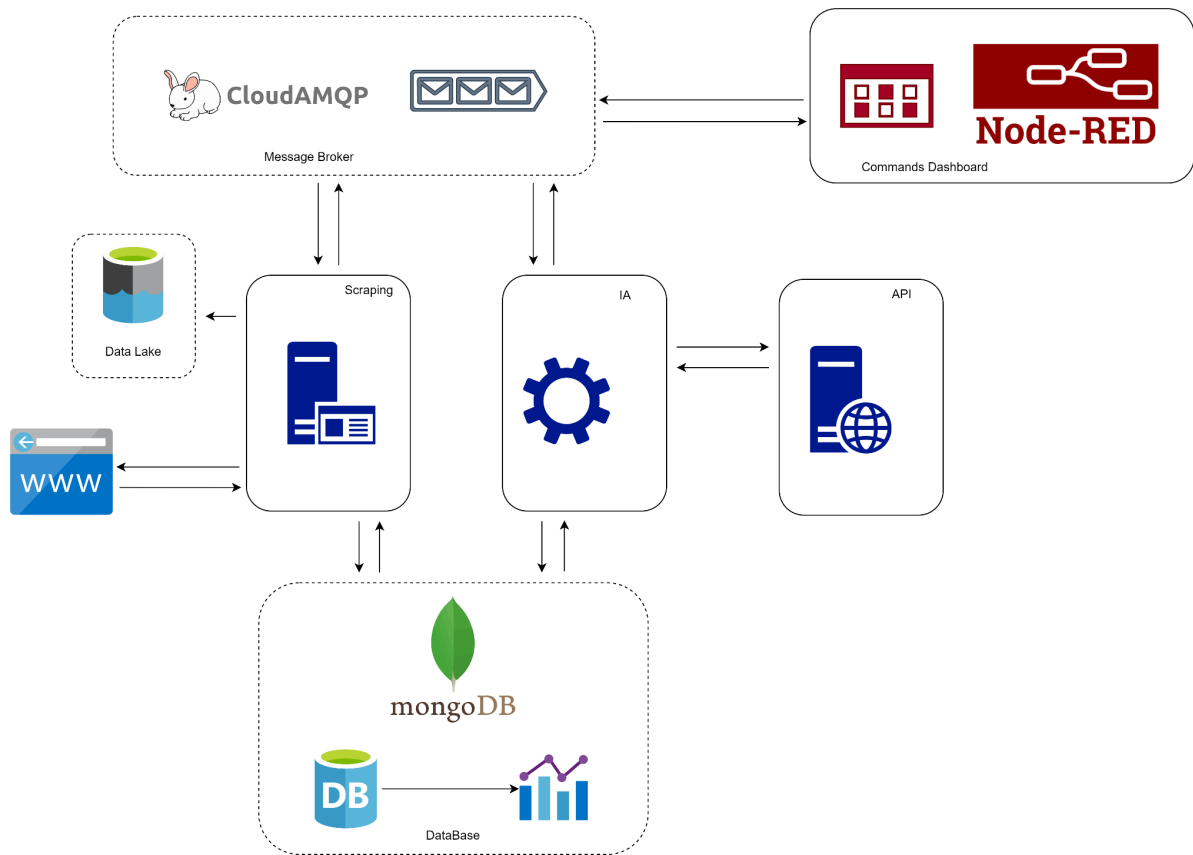 CloudAMQP
Message Broker
Node-RED
Commands Dashboard
Data Lake
Scraping
IA
API
WWW
mongoDB
DB
DataBase